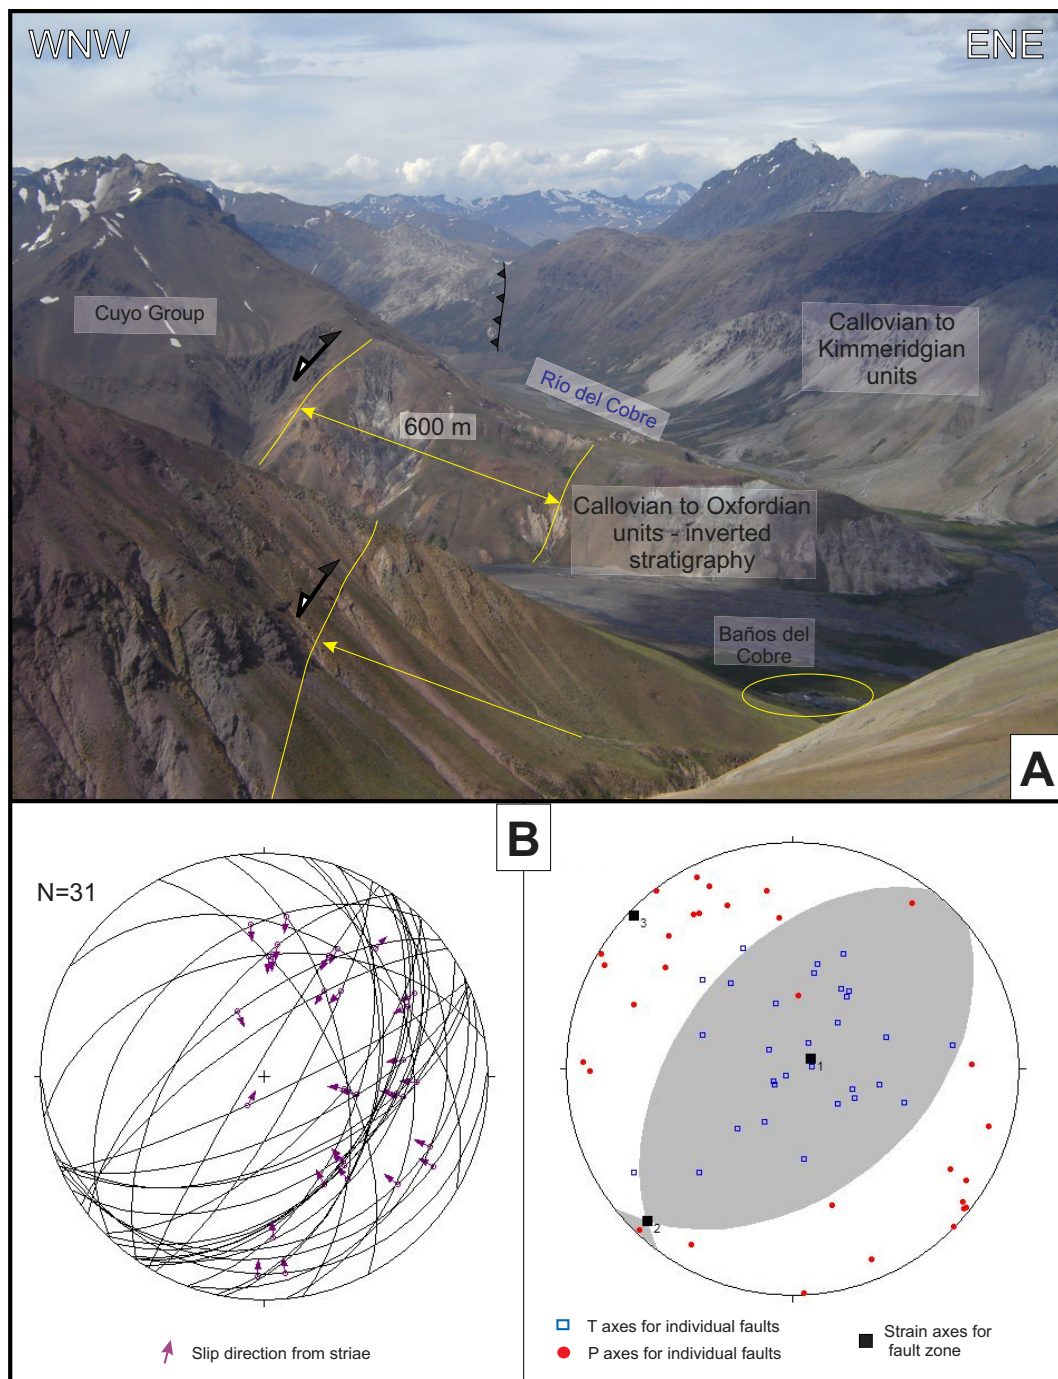 WNW
ENE
Cuyo Group
Callovian to
Kimmeridgian
units
Río del Cobre
600 m
Callovian to Oxfordian
units - inverted
stratigraphy
Baños del
Cobre
A
B
N=31
3
1
2
Slip direction from striae
T axes for individual faults
P axes for individual faults
Strain axes for
fault zone